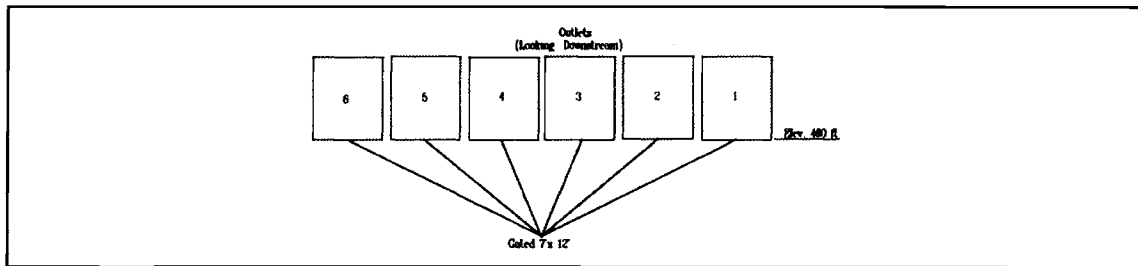 Outlets
(Looking Downstream)
6 5 4 3 2 1
Elev. 400 ft
Gated 7' x 12'